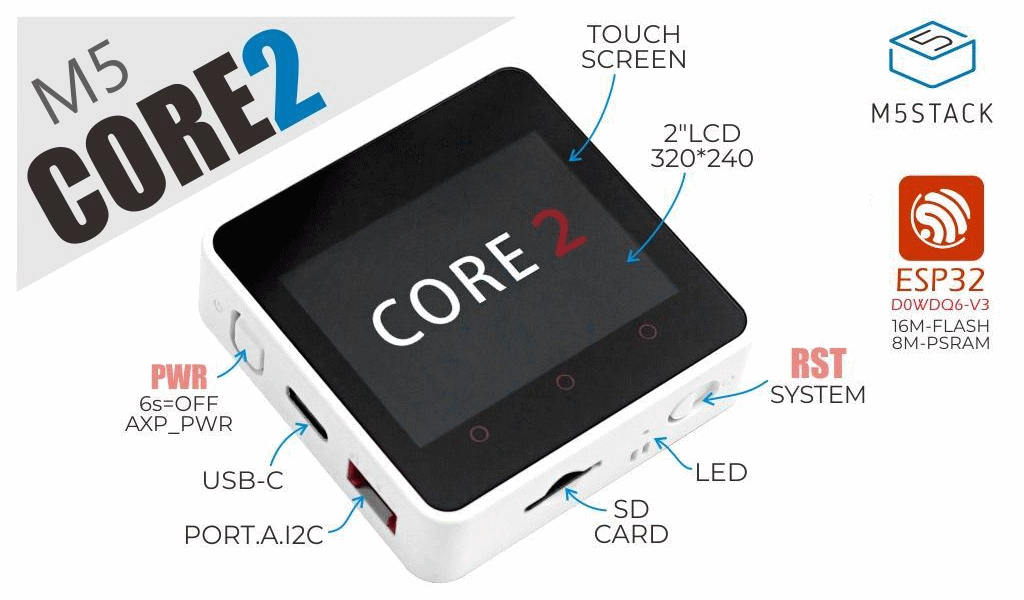 M5
CORE2
TOUCH
SCREEN
2"LCD
320*240
5
M5STACK
ESP32
D0WDQ6-V3
16M-FLASH
8M-PSRAM
CORE 2
PWR
6s=OFF
AXP_PWR
RST
SYSTEM
USB-C
LED
PORT.A.I2C
SD
CARD